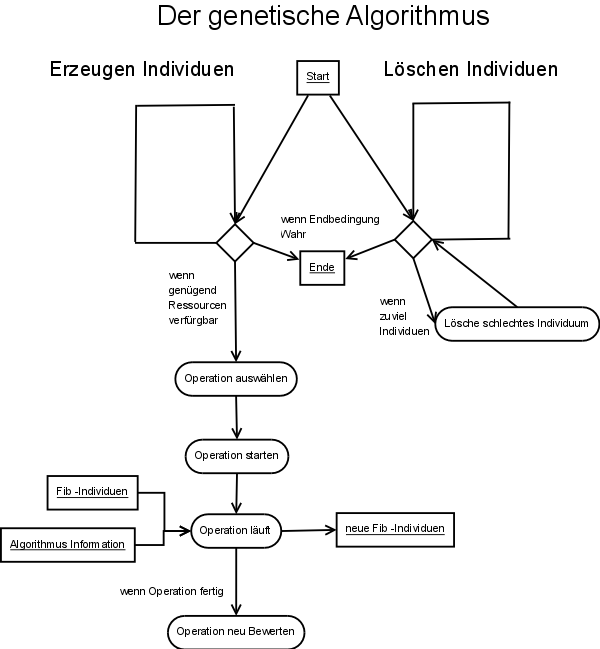 Der genetische Algorithmus
Erzeugen Individuen
Start
Löschen Individuen
wenn Endbedingung
Wahr
Ende
wenn
genügend
Ressourcen
verfürgbar
wenn
zuviel
Individuen
Lösche schlechtes Individuum
Operation auswählen
Operation starten
Fib -Individuen
Algorithmus Information
Operation läuft
neue Fib -Individuen
wenn Operation fertig
Operation neu Bewerten